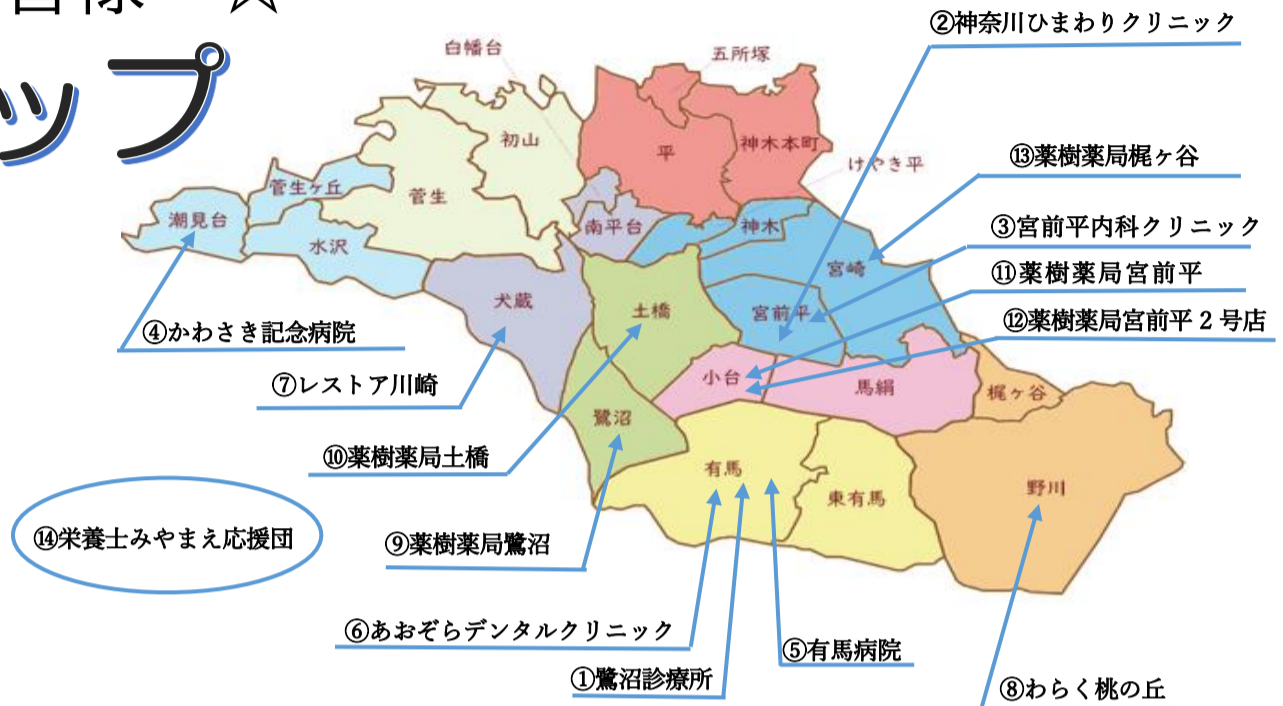 ップ
②神奈川ひまわりクリニック
白幡台
五所塚
初山
平
神木本町
けやき平
⑬薬樹薬局梶ヶ谷
菅生ヶ丘
菅生
潮見台
南平台
神木
③宮前平内科クリニック
水沢
宮崎
⑪薬樹薬局宮前平
犬蔵
土橋
宮前平
⑫薬樹薬局宮前平２号店
④かわさき記念病院
小台
馬絹
⑦レストア川崎
梶ヶ谷
鷺沼
⑩薬樹薬局土橋
有馬
東有馬
野川
⑭栄養士みやまえ応援団
⑨薬樹薬局鷺沼
⑥あおぞらデンタルクリニック
⑤有馬病院
①鷺沼診療所
⑧わらく桃の丘